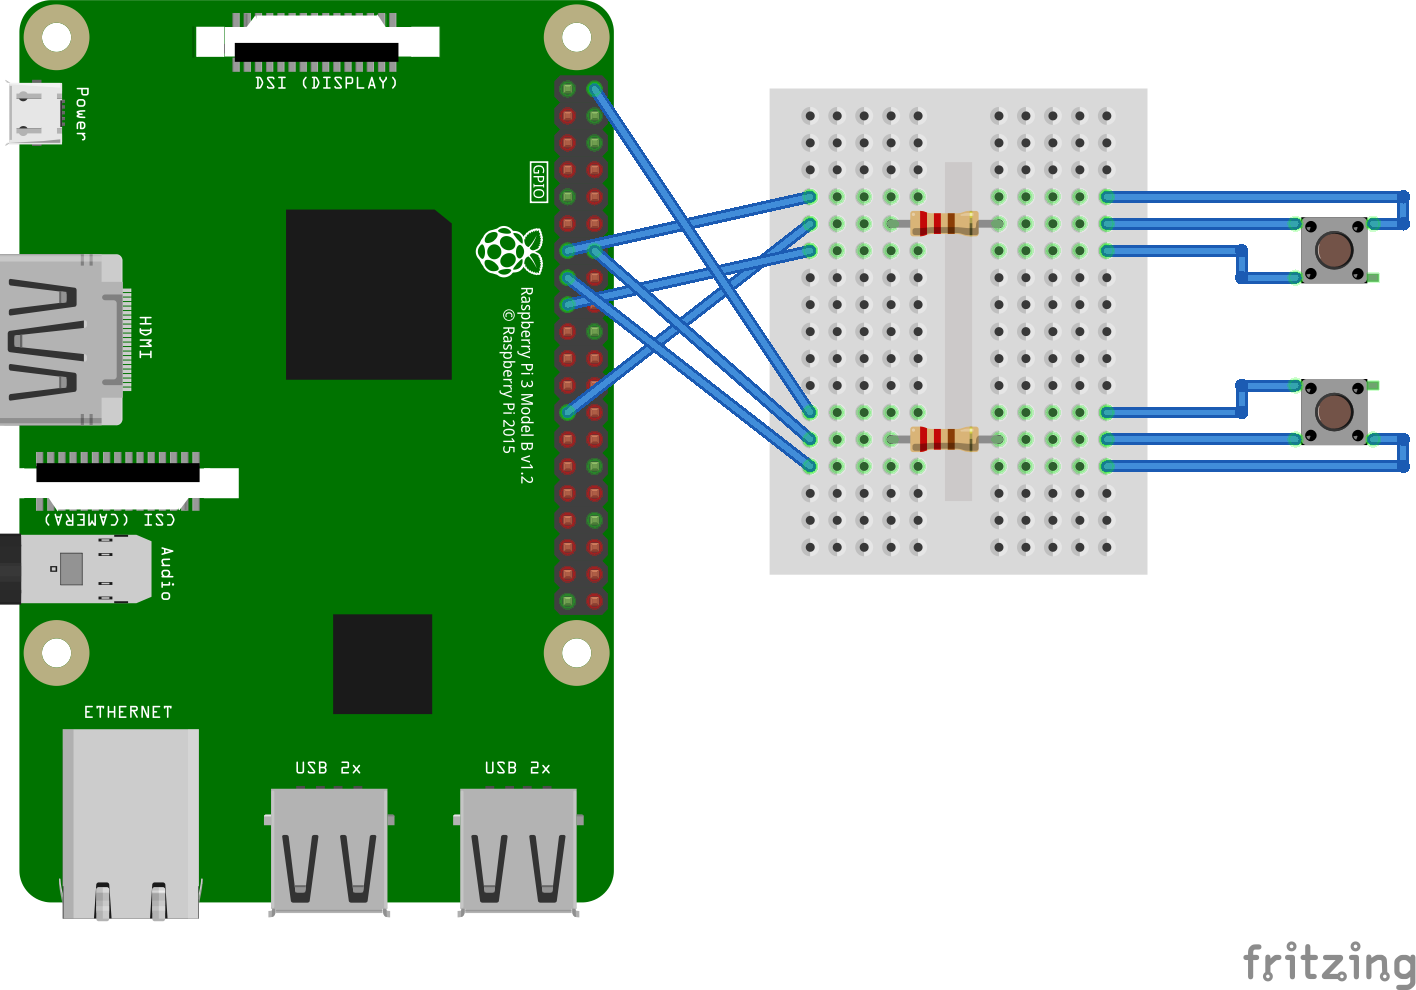 DSI (DISPLAY)
Power
GPIO
HDMI
Raspberry Pi 3 Model B v1.2
© Raspberry Pi 2015
CSI (CAMERA)
Audio
ETHERNET
USB 2x
USB 2x
fritzing